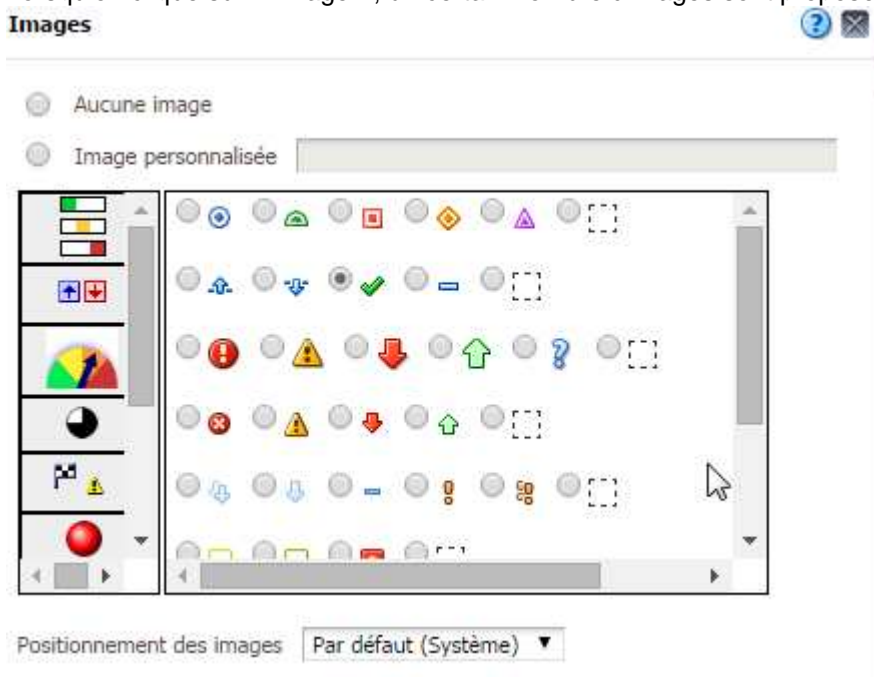 Images
Aucune image
Image personnalisée
Positionnement des images Par défaut (Système)